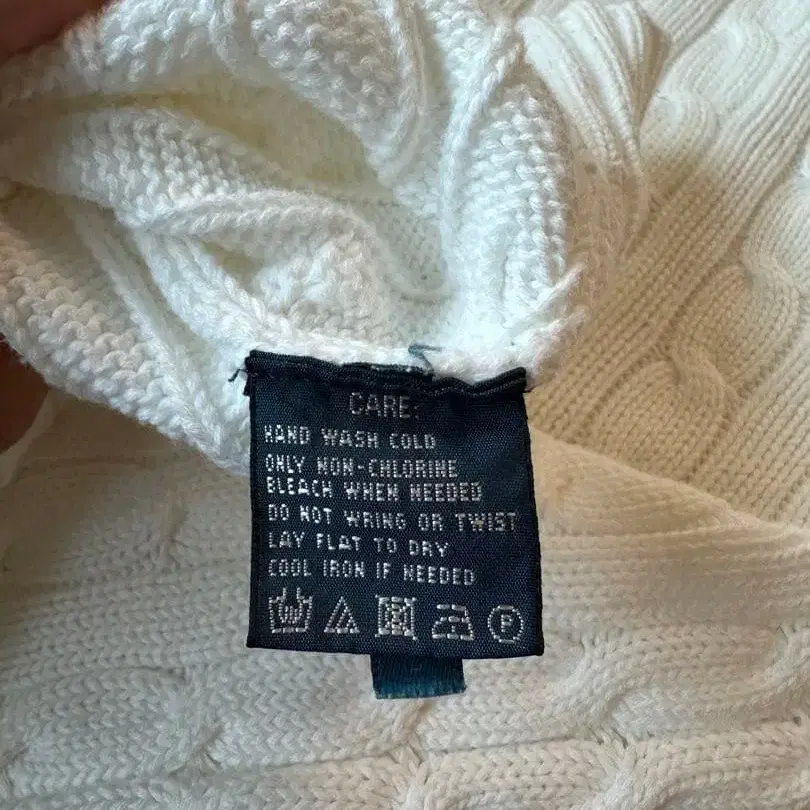 CARE:
HAND WASH COLD
ONLY NON-CHLORINE
BLEACH WHEN NEEDED
DO NOT WRING OR TWIST
LAY FLAT TO DRY
COOL IRON IF NEEDED
P